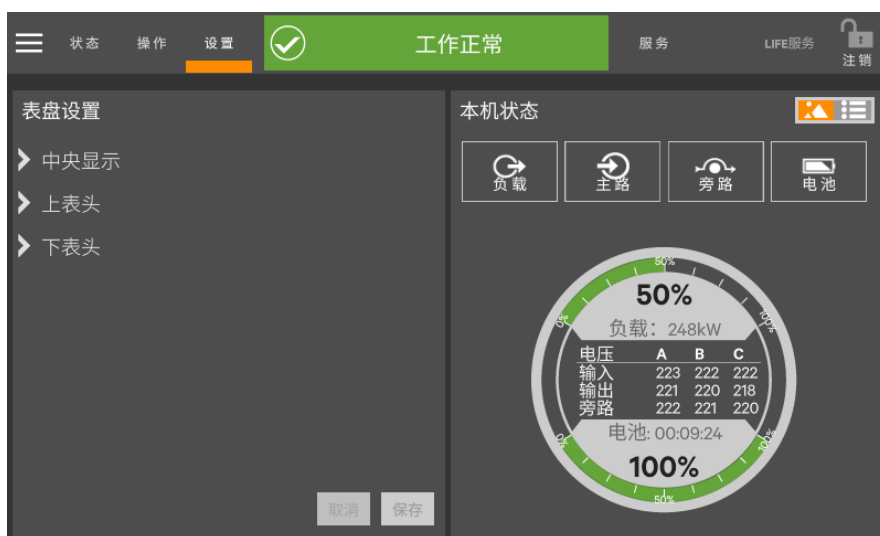 状态 操作 设置 工作正常 服务 LIFE服务 注销
表盘设置
中央显示
上表头
下表头
取消 保存
本机状态
负载 主路 旁路 电池
50%
0% 100%
50%
负载: 248kW
电压 A B C
输入 223 222 222
输出 221 220 218
旁路 222 221 220
电池: 00:09:24
100%
0% 100%
50%